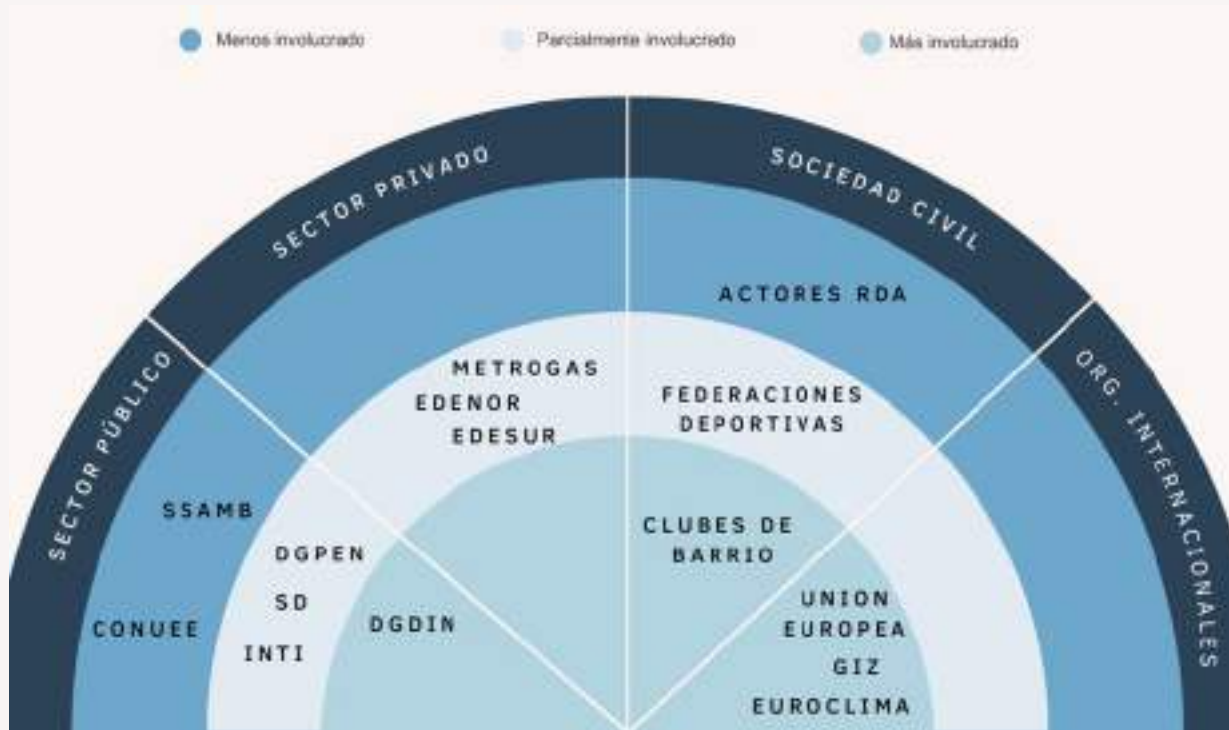 Menos involucrado
Parcialmente involucrado
Más involucrado
SECTOR PÚBLICO
SECTOR PRIVADO
SOCIEDAD CIVIL
ORG. INTERNACIONALES
ACTORES RDA
METROGAS
EDENOR
EDESUR
FEDERACIONES
DEPORTIVAS
SSAMB
DGPEN
SD
INTI
CONUEE
DGDIN
CLUBES DE
BARRIO
UNION
EUROPEA
GIZ
EUROCLIMA